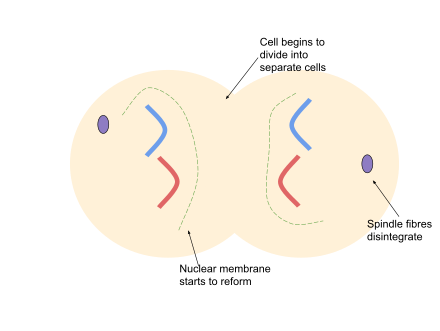 Cell begins to
divide into
separate cells
Spindle fibres
disintegrate
Nuclear membrane
starts to reform